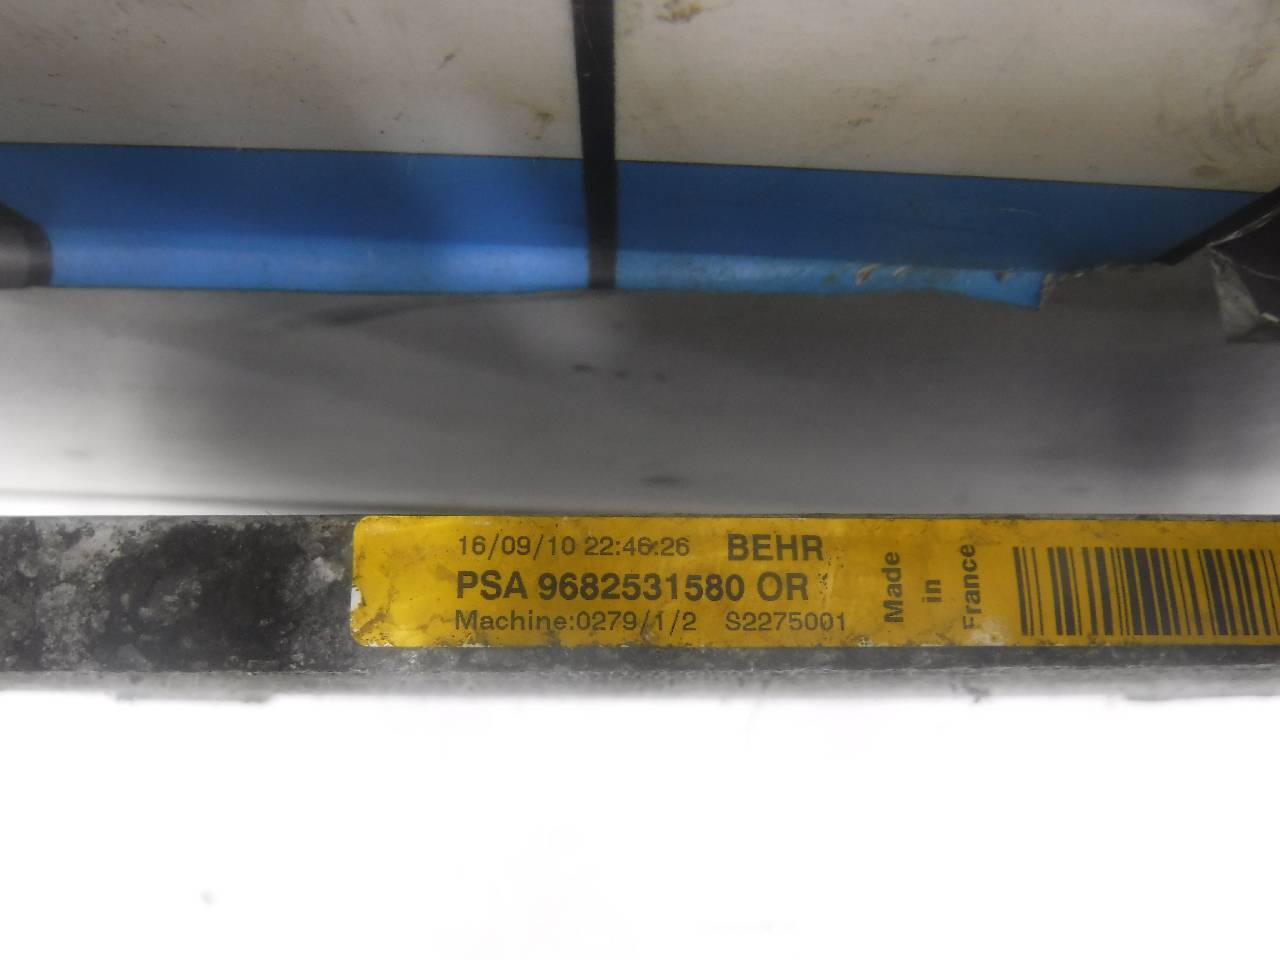 16/09/10 22:46:26 BEHR
PSA 9682531580 OR
Machine:0279/1/2 S2275001
Made
in
France